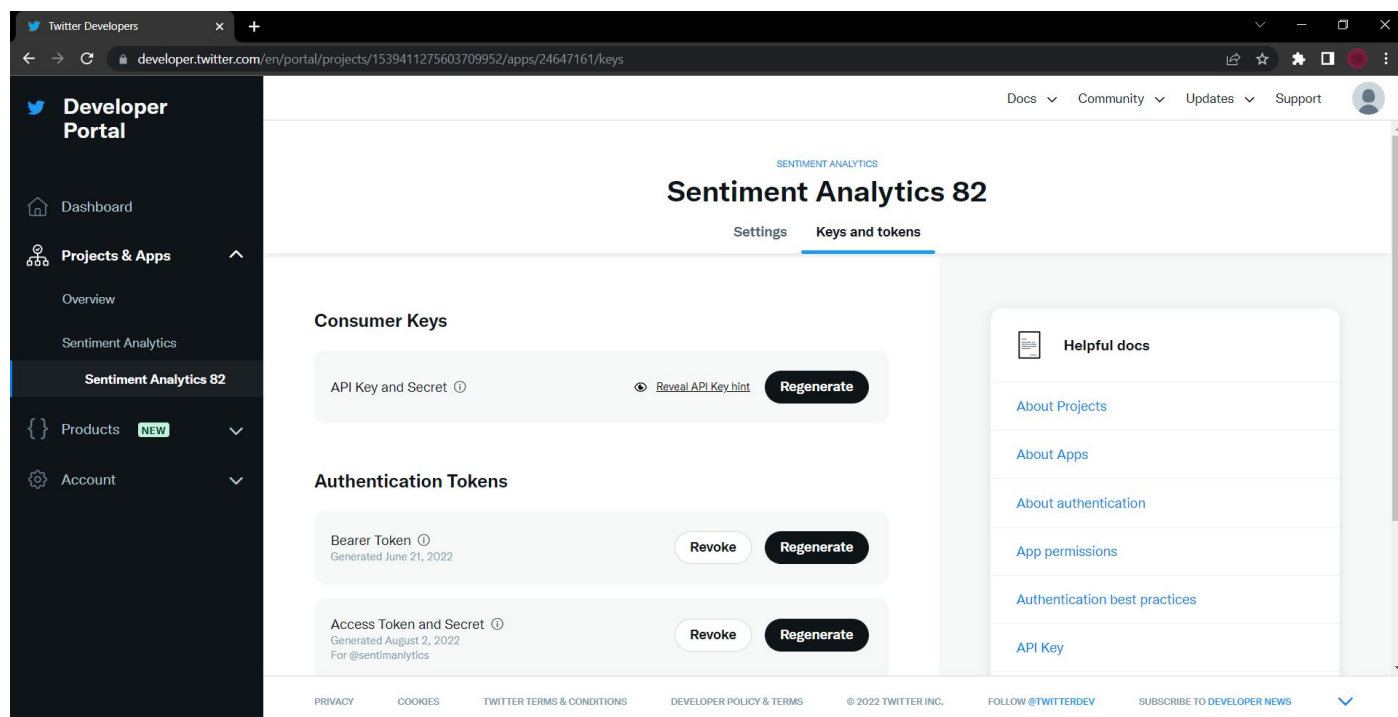 Twitter Developers
developer.twitter.com/en/portal/projects/1539411275603709952/apps/24647161/keys
Developer
Portal
Dashboard
Projects & Apps
Overview
Sentiment Analytics
Sentiment Analytics 82
Products NEW
Account
Docs Community Updates Support
SENTIMENT ANALYTICS
Sentiment Analytics 82
Settings Keys and tokens
Consumer Keys
API Key and Secret Reveal API Key hint Regenerate
Authentication Tokens
Bearer Token Revoke Regenerate
Generated June 21, 2022
Access Token and Secret Revoke Regenerate
Generated August 2, 2022
For @sentimanlytics
Helpful docs
About Projects
About Apps
About authentication
App permissions
Authentication best practices
API Key
PRIVACY COOKIES TWITTER TERMS & CONDITIONS DEVELOPER POLICY & TERMS © 2022 TWITTER INC. FOLLOW @TWITTERDEV SUBSCRIBE TO DEVELOPER NEWS